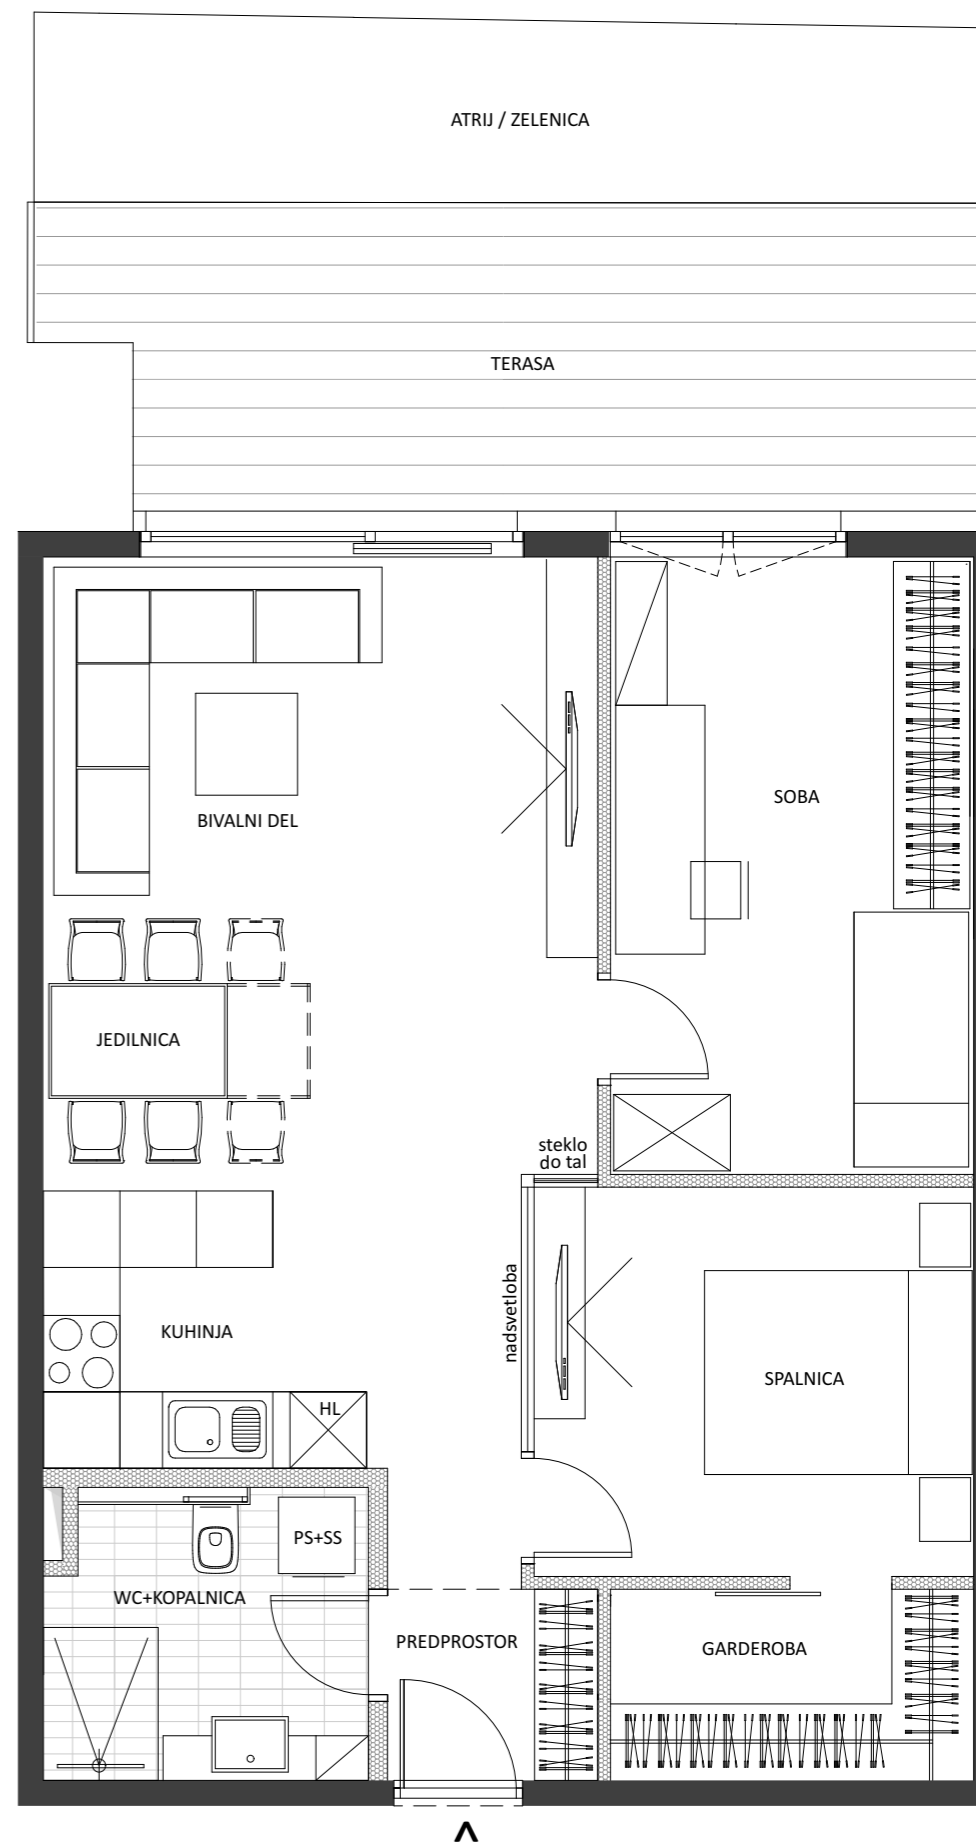 ATRIJ / ZELENICA
TERASA
SOBA
BIVALNI DEL
JEDILNICA
steklo
do tal
nadsvetloba
KUHINJA
SPALNICA
HL
PS+SS
WC+KOPALNICA
PREDPROSTOR
GARDEROBA